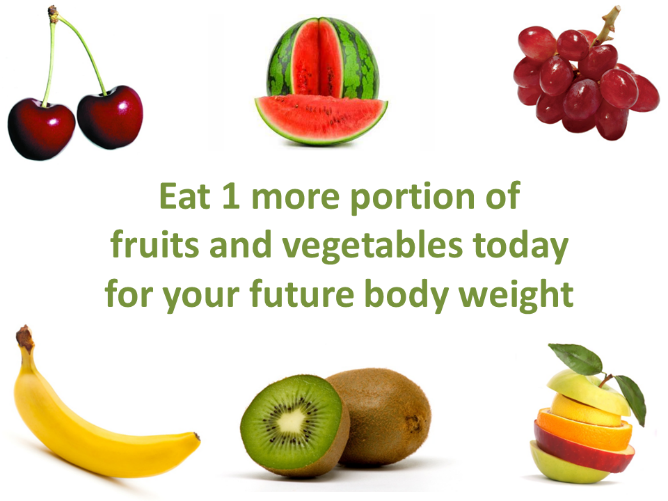 Eat 1 more portion of
fruits and vegetables today
for your future body weight